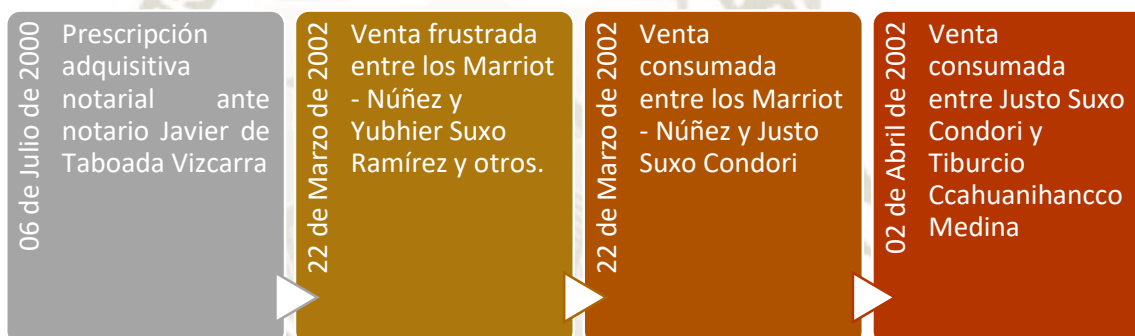 06 de Julio de 2000
Prescripción
adquisitiva
notarial ante
notario Javier de
Taboada Vizcarra
22 de Marzo de 2002
Venta frustrada
entre los Marriot
- Núñez y
Yubhier Suxo
Ramírez y otros.
22 de Marzo de 2002
Venta
consumada
entre los Marriot
- Núñez y Justo
Suxo Condori
02 de Abril de 2002
Venta
consumada
entre Justo Suxo
Condori y
Tiburcio
Ccahuanihancco
Medina